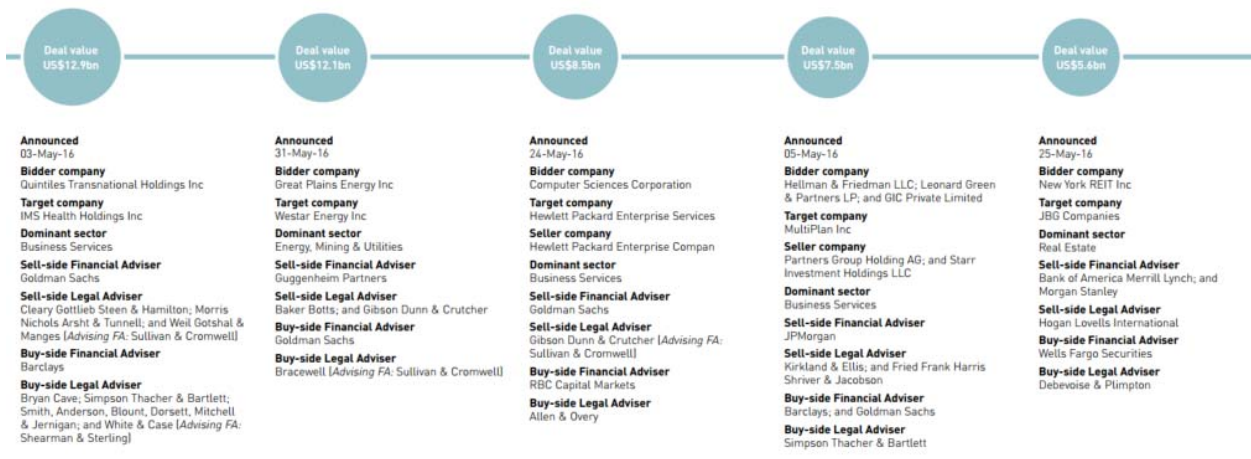 Deal value
US$12.9bn
Deal value
US$12.1bn
Deal value
US$8.5bn
Deal value
US$7.5bn
Deal value
US$5.6bn
Announced
03-May-16
Bidder company
Quintiles Transnational Holdings Inc
Target company
IMS Health Holdings Inc
Dominant sector
Business Services
Sell-side Financial Adviser
Goldman Sachs
Sell-side Legal Adviser
Cleary Gottlieb Steen & Hamilton; Morris
Nichols Arsht & Tunnell; and Weil Gotshal &
Manges (Advising FA: Sullivan & Cromwell)
Buy-side Financial Adviser
Barclays
Buy-side Legal Adviser
Bryan Cave; Simpson Thacher & Bartlett;
Smith, Anderson, Blount, Dorsett, Mitchell
& Jernigan; and White & Case (Advising FA:
Shearman & Sterling)
Announced
31-May-16
Bidder company
Great Plains Energy Inc
Target company
Westar Energy Inc
Dominant sector
Energy, Mining & Utilities
Sell-side Financial Adviser
Guggenheim Partners
Sell-side Legal Adviser
Baker Botts; and Gibson Dunn & Crutcher
Buy-side Financial Adviser
Goldman Sachs
Buy-side Legal Adviser
Bracewell (Advising FA: Sullivan & Cromwell)
Announced
24-May-16
Bidder company
Computer Sciences Corporation
Target company
Hewlett Packard Enterprise Services
Seller company
Hewlett Packard Enterprise Compan
Dominant sector
Business Services
Sell-side Financial Adviser
Goldman Sachs
Sell-side Legal Adviser
Gibson Dunn & Crutcher (Advising FA:
Sullivan & Cromwell)
Buy-side Financial Adviser
RBC Capital Markets
Buy-side Legal Adviser
Allen & Overy
Announced
05-May-16
Bidder company
Hellman & Friedman LLC; Leonard Green
& Partners LP; and GIC Private Limited
Target company
MultiPlan Inc
Seller company
Partners Group Holding AG; and Starr
Investment Holdings LLC
Dominant sector
Business Services
Sell-side Financial Adviser
JPMorgan
Sell-side Legal Adviser
Kirkland & Ellis; and Fried Frank Harris
Shriver & Jacobson
Buy-side Financial Adviser
Barclays; and Goldman Sachs
Buy-side Legal Adviser
Simpson Thacher & Bartlett
Announced
25-May-16
Bidder company
New York REIT Inc
Target company
JBG Companies
Dominant sector
Real Estate
Sell-side Financial Adviser
Bank of America Merrill Lynch; and
Morgan Stanley
Sell-side Legal Adviser
Hogan Lovells International
Buy-side Financial Adviser
Wells Fargo Securities
Buy-side Legal Adviser
Debevoise & Plimpton